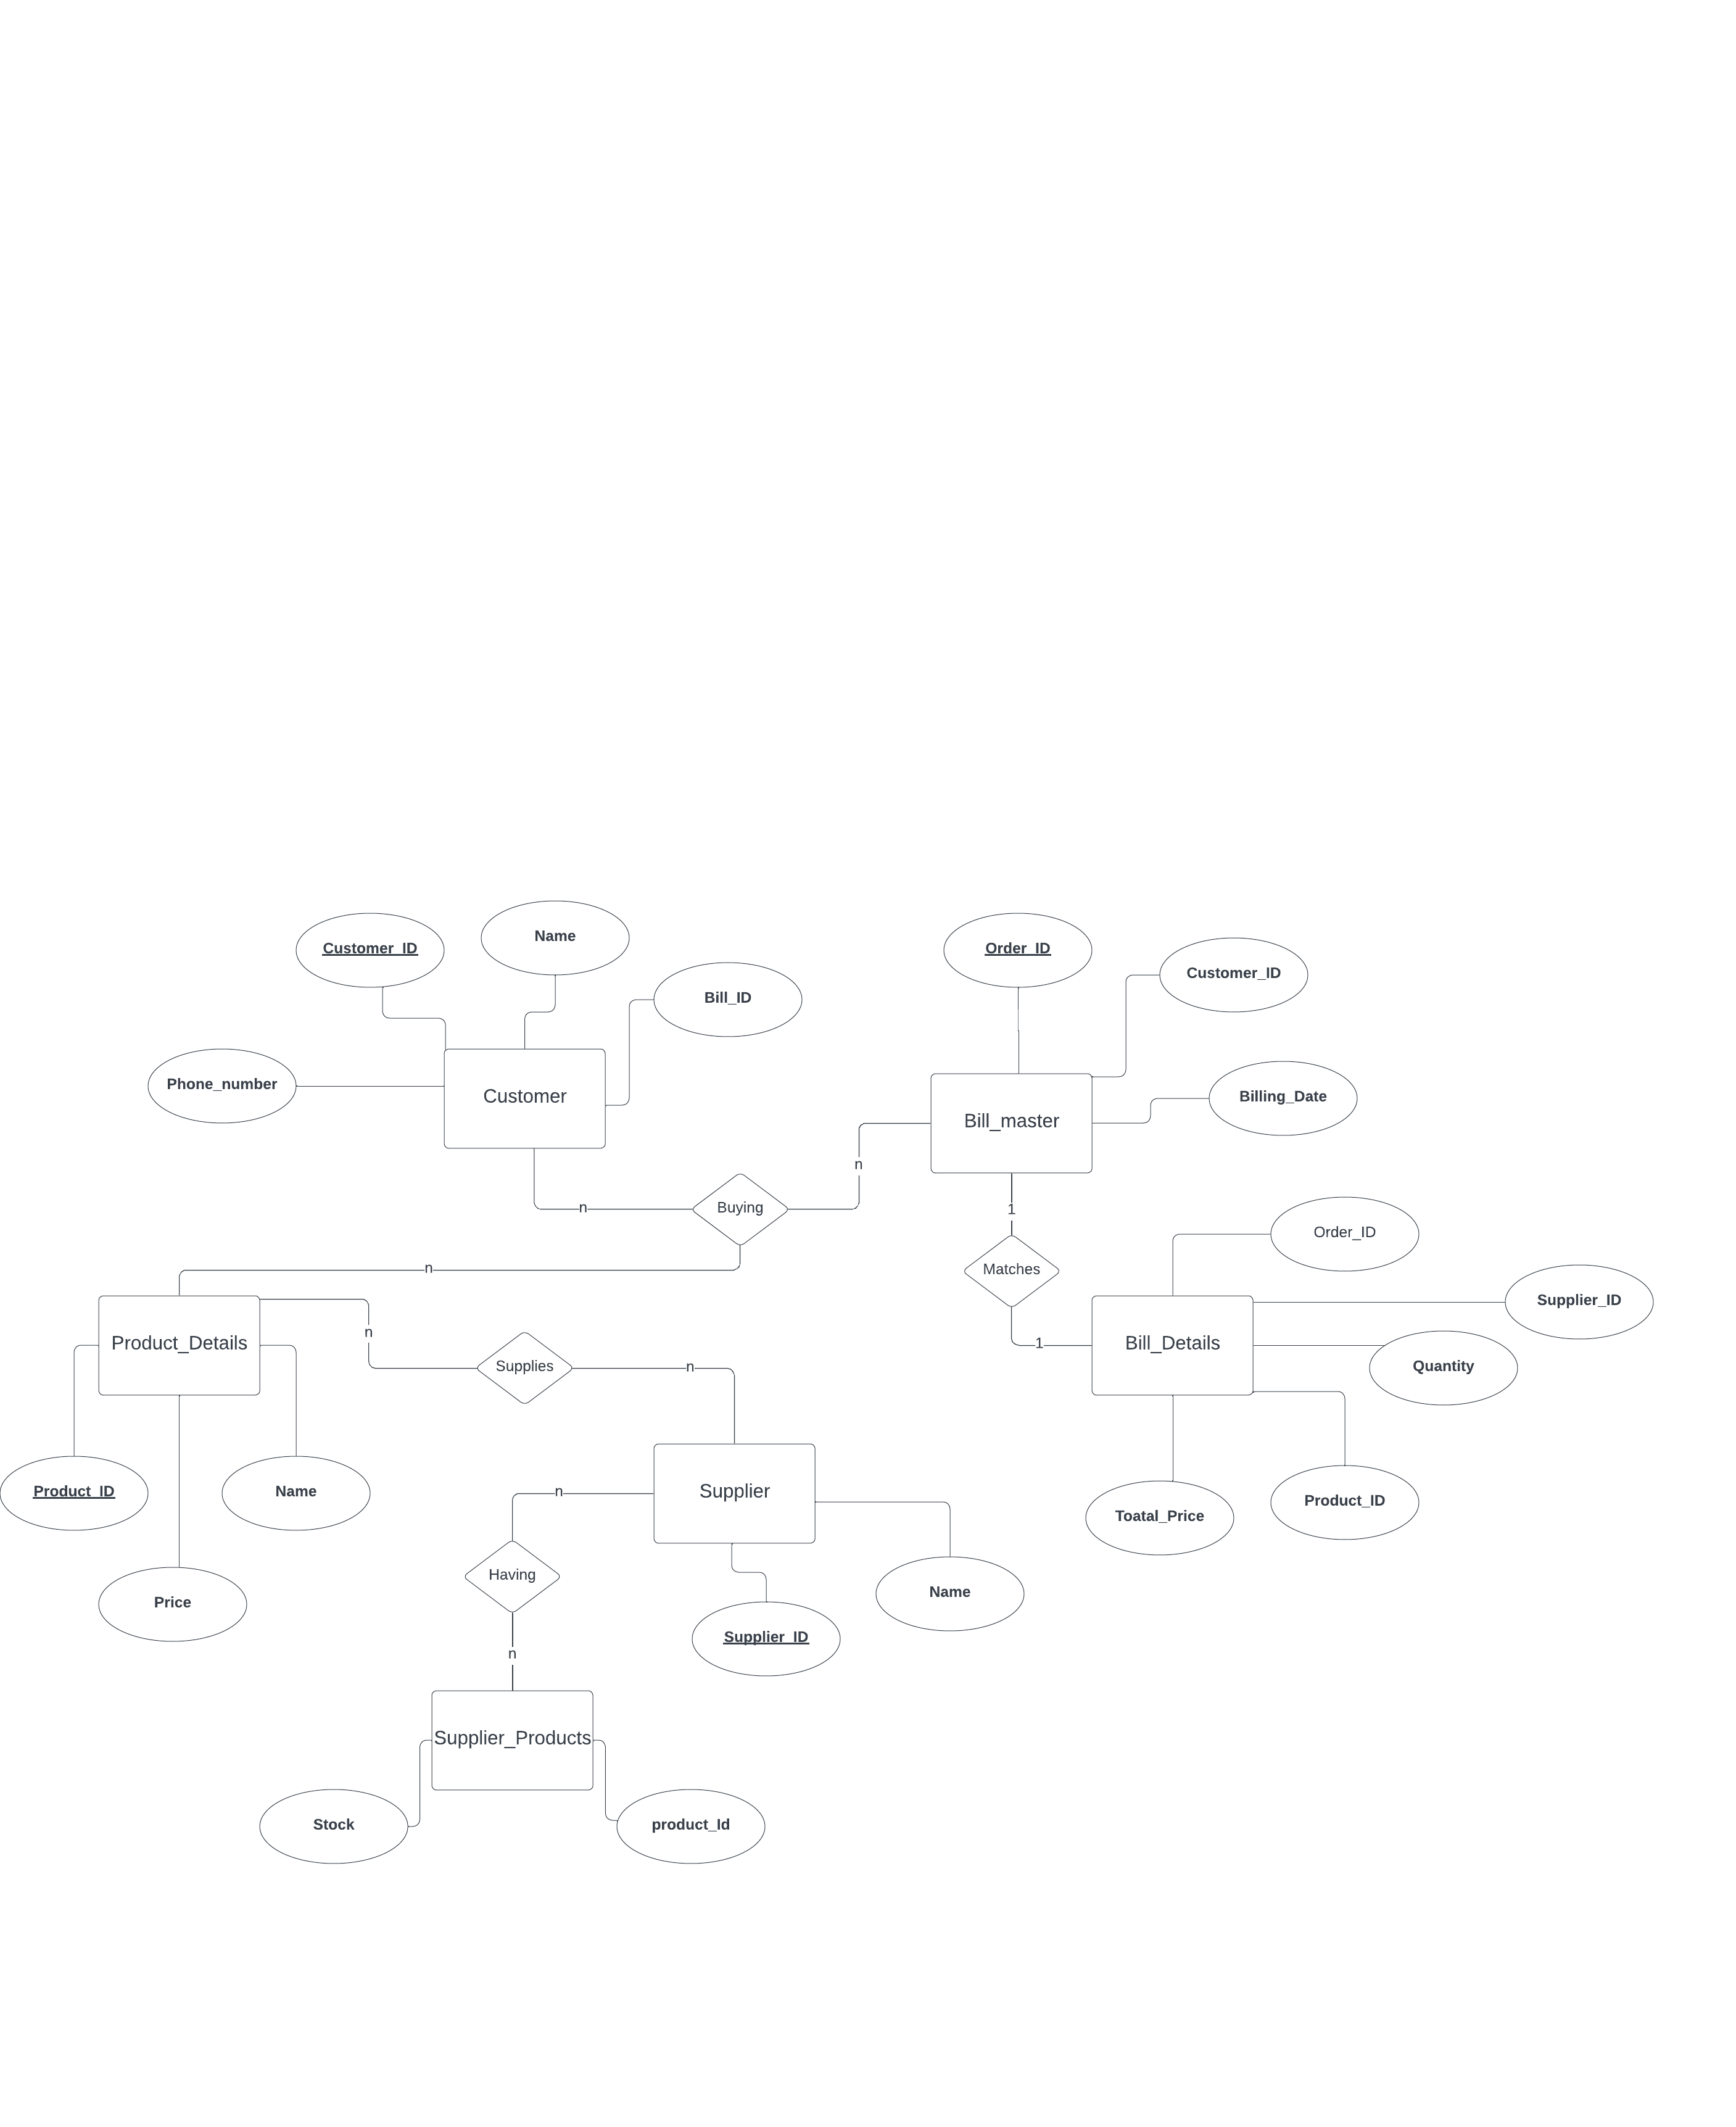 Name
Customer_ID
Order_ID
Customer_ID
Bill_ID
Phone_number
Customer
Billing_Date
Bill_master
n
n
Buying
1
Order_ID
n
Matches
Supplier_ID
n
Product_Details
1
Bill_Details
Supplies
n
Quantity
Product_ID
Name
n
Supplier
Product_ID
Toatal_Price
Having
Name
Price
Supplier_ID
n
Supplier_Products
Stock
product_Id